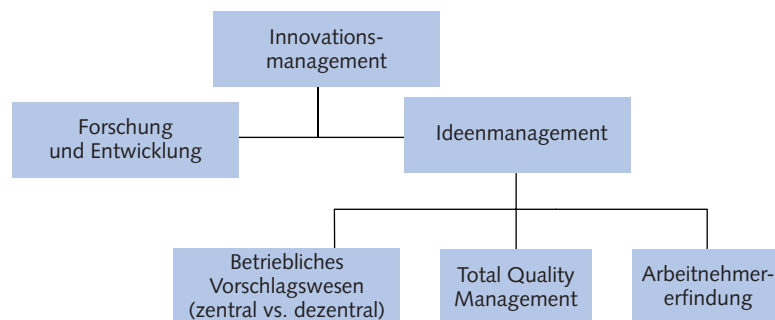 Innovations-
management
Forschung
und Entwicklung
Ideenmanagement
Betriebliches
Vorschlagswesen
(zentral vs. dezentral)
Total Quality
Management
Arbeitnehmer-
erfindung